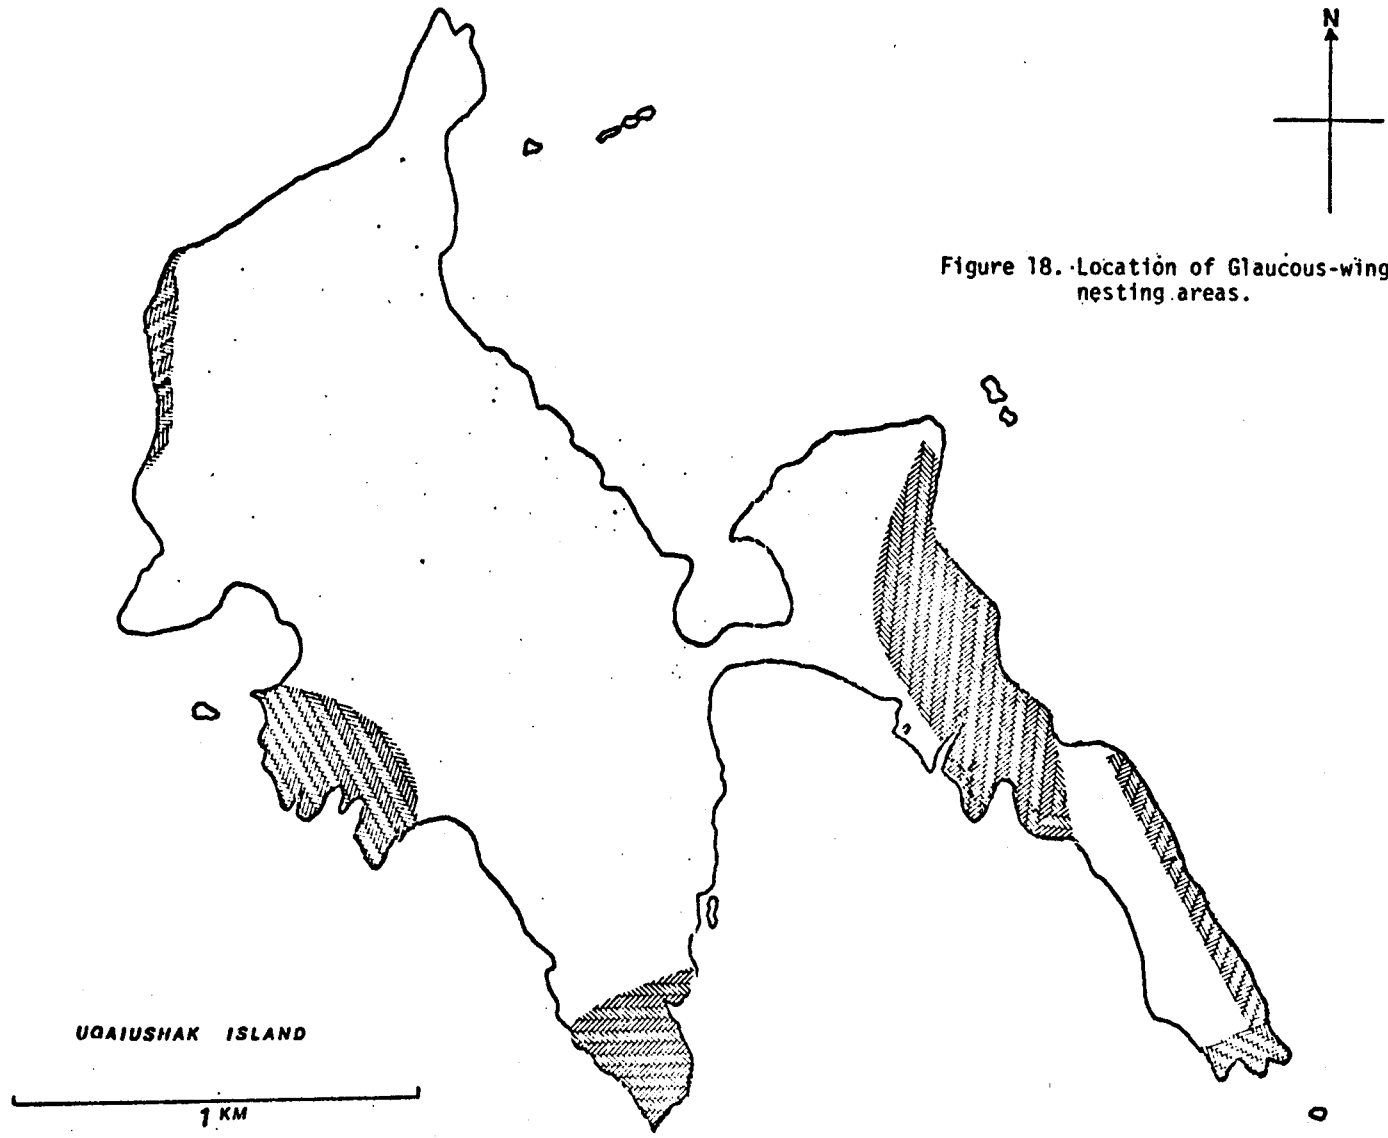 N
Figure 18. Location of Glaucous-wing
nesting areas.
UGAIUSHAK ISLAND
1 KM